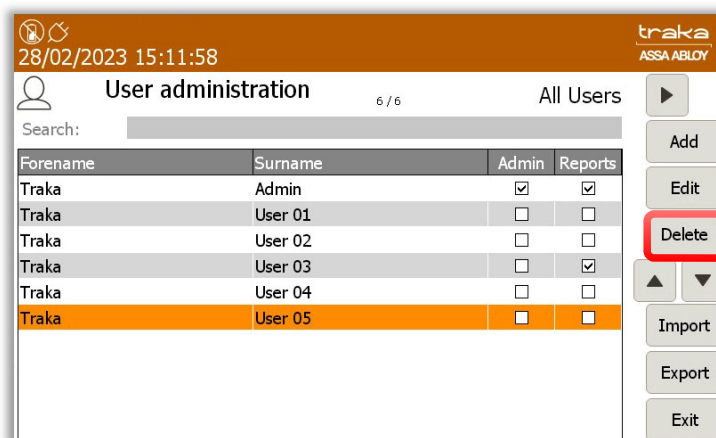 28/02/2023 15:11:58
traka
ASSA ABLOY
User administration 6/6 All Users
Search:
Forename Surname Admin Reports
Traka Admin
Traka User 01
Traka User 02
Traka User 03
Traka User 04
Traka User 05
Add
Edit
Delete
Import
Export
Exit